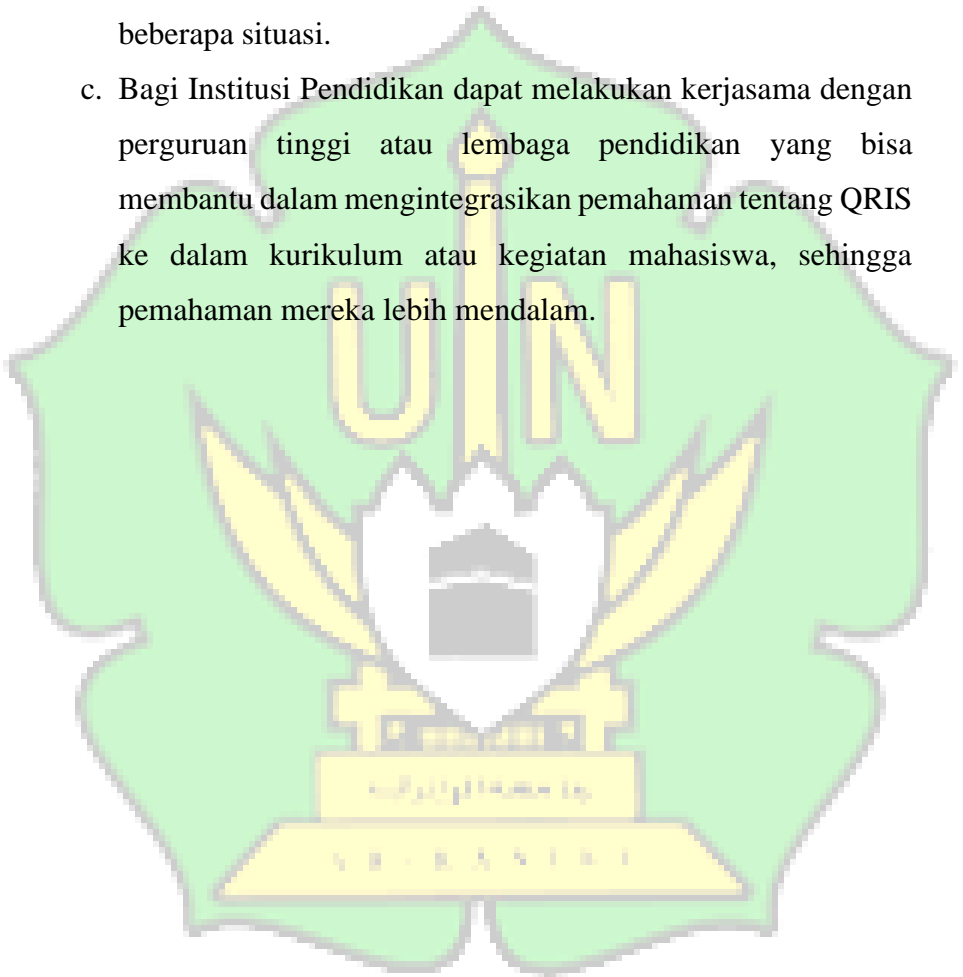 beberapa situasi.
c. Bagi Institusi Pendidikan dapat melakukan kerjasama dengan
perguruan tinggi atau lembaga pendidikan yang bisa
membantu dalam mengintegrasikan pemahaman tentang QRIS
ke dalam kurikulum atau kegiatan mahasiswa, sehingga
pemahaman mereka lebih mendalam.
UIN